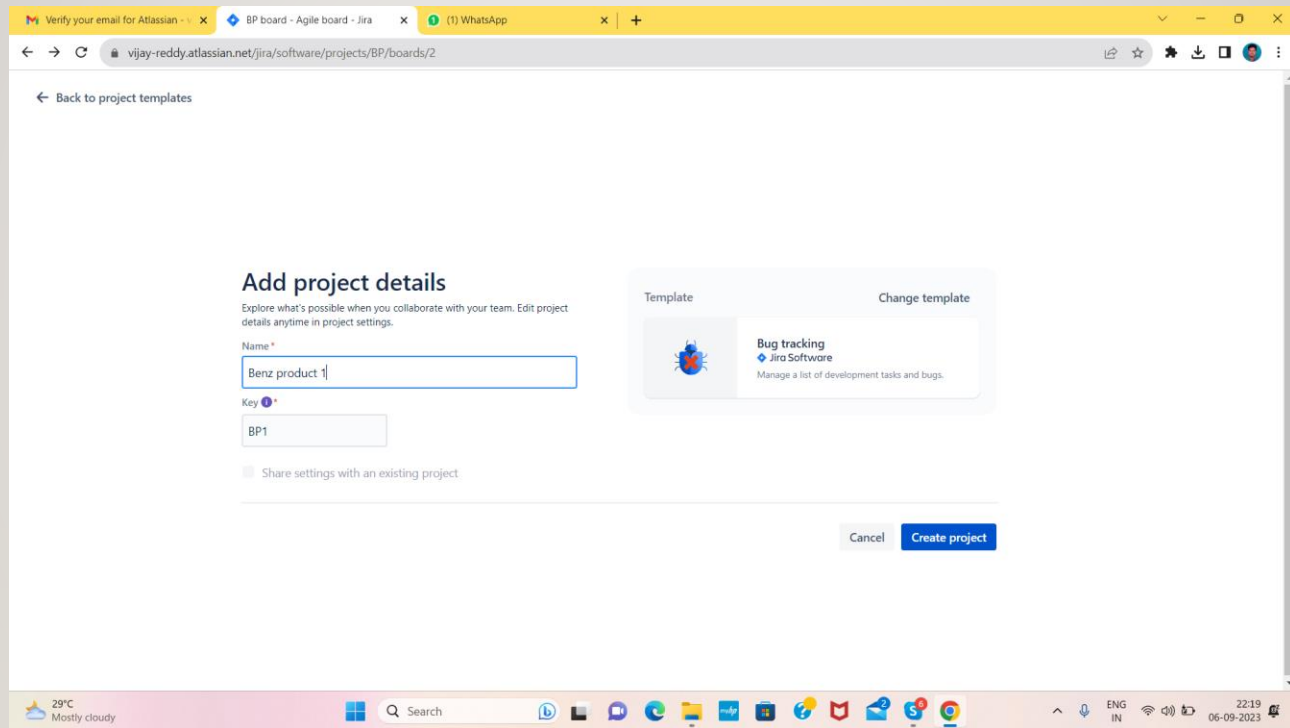 Verify your email for Atlassian - v
BP board - Agile board - Jira
(1) WhatsApp
vijay-reddy.atlassian.net/jira/software/projects/BP/boards/2
Back to project templates
Add project details
Explore what's possible when you collaborate with your team. Edit project
details anytime in project settings.
Name *
Benz product 1
Key *
BP1
Share settings with an existing project
Template
Change template
Bug tracking
Jira Software
Manage a list of development tasks and bugs.
Cancel
Create project
29°C
Mostly cloudy
Search
ENG
IN
22:19
06-09-2023